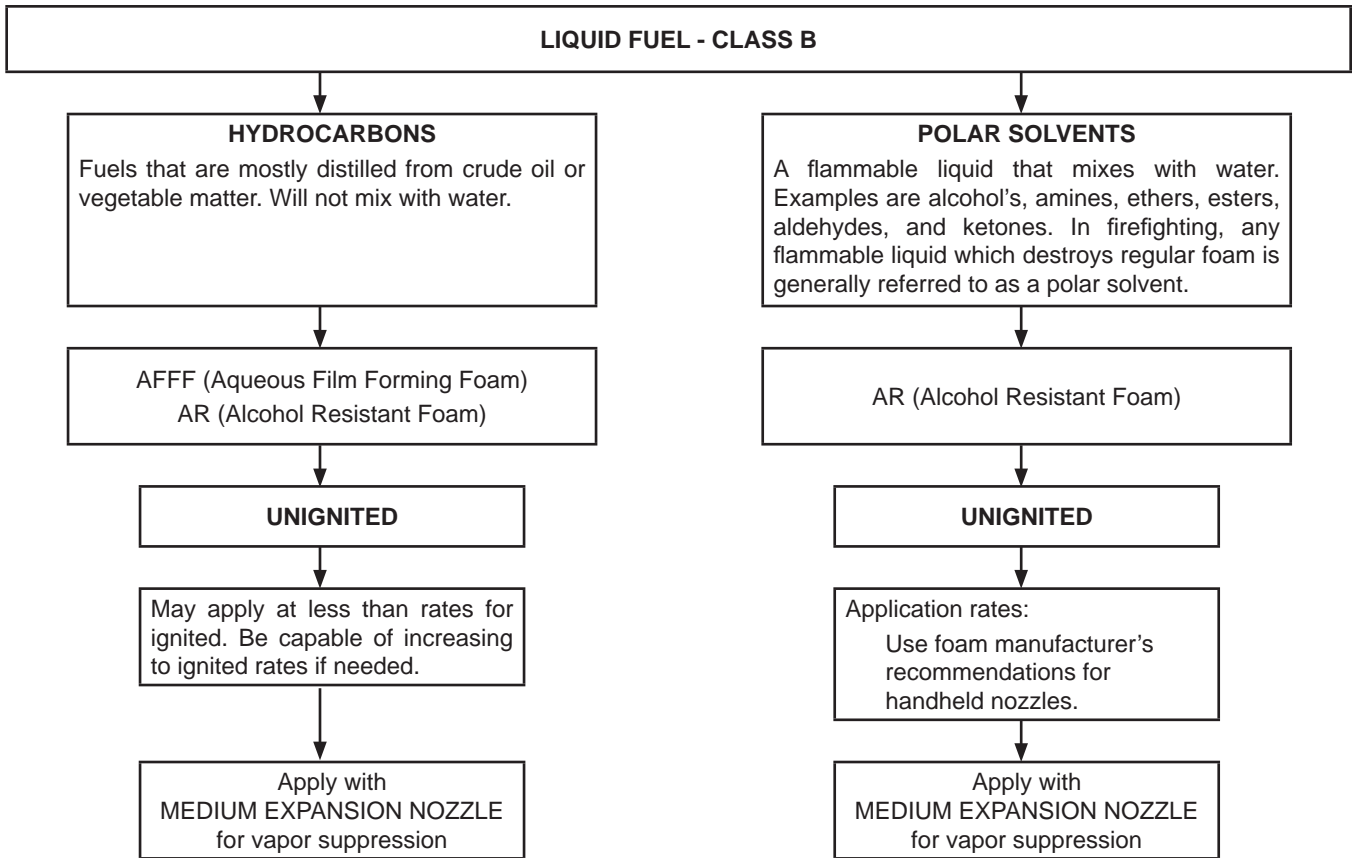 LIQUID FUEL - CLASS B
HYDROCARBONS
Fuels that are mostly distilled from crude oil or
vegetable matter. Will not mix with water.
POLAR SOLVENTS
A flammable liquid that mixes with water.
Examples are alcohol's, amines, ethers, esters,
aldehydes, and ketones. In firefighting, any
flammable liquid which destroys regular foam is
generally referred to as a polar solvent.
AFFF (Aqueous Film Forming Foam)
AR (Alcohol Resistant Foam)
AR (Alcohol Resistant Foam)
UNIGNITED
UNIGNITED
May apply at less than rates for
ignited. Be capable of increasing
to ignited rates if needed.
Application rates:
Use foam manufacturer's
recommendations for
handheld nozzles.
Apply with
MEDIUM EXPANSION NOZZLE
for vapor suppression
Apply with
MEDIUM EXPANSION NOZZLE
for vapor suppression